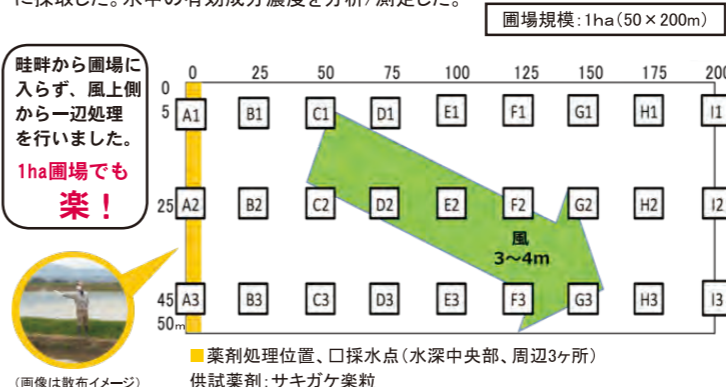 に採取した。水中の有効成分濃度を分析/測定した。
圃場規模:1ha(50×200m)
畦畔から圃場に
入らず、風上側
から一辺処理
を行いました。
1ha圃場でも
楽!
0 25 50 75 100 125 150 175 200
0
5 A1 B1 C1 D1 E1 F1 G1 H1 I1
25 A2 B2 C2 D2 E2 F2 G2 H2 I2
風
3〜4m
45 A3 B3 C3 D3 E3 F3 G3 H3 I3
50m
■薬剤処理位置、□採水点(水深中央部、周辺3ヶ所)
(画像は散布イメージ)
供試薬剤:サキガケ楽粒